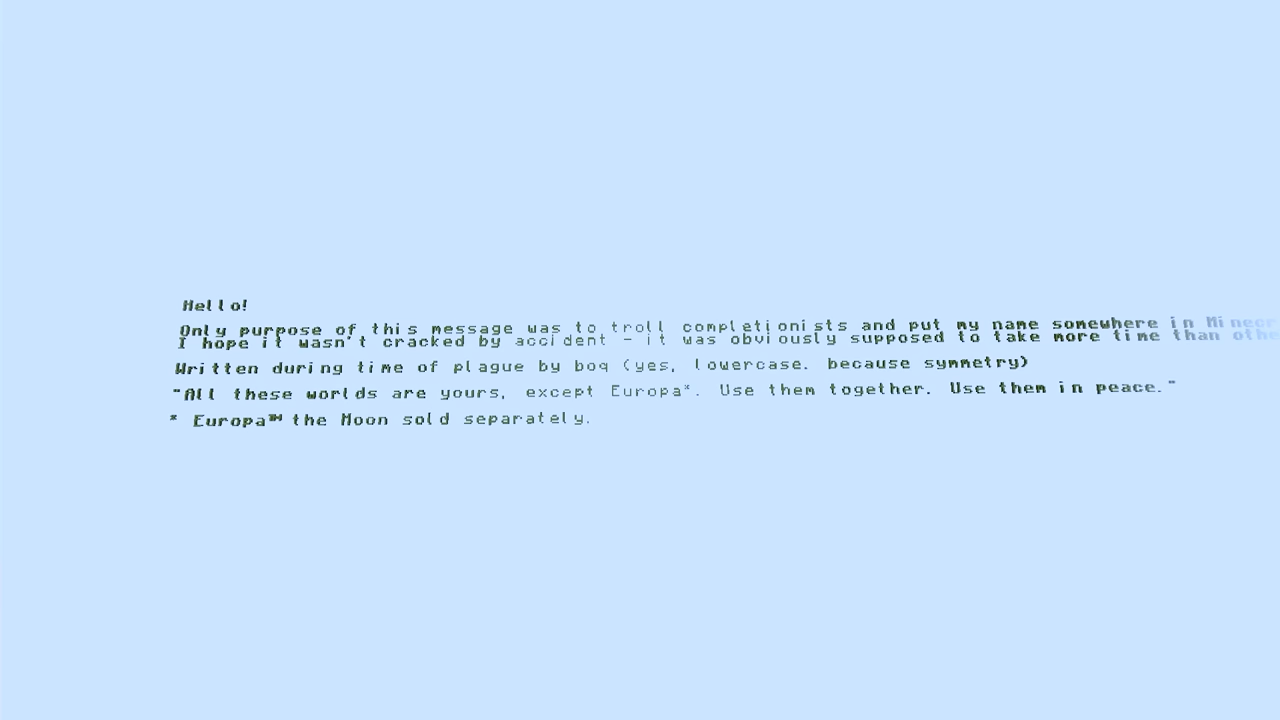 Hello!
Only purpose of this message was to troll completionists and put my name somewhere in
I hope it wasn't cracked by accident - it was obviously supposed to take more time than
Written during time of plague by boq (yes, lowercase. because symmetry)
"All these worlds are yours, except Europa*. Use them together. Use them in peace."
* Europa™ the Moon sold separately.